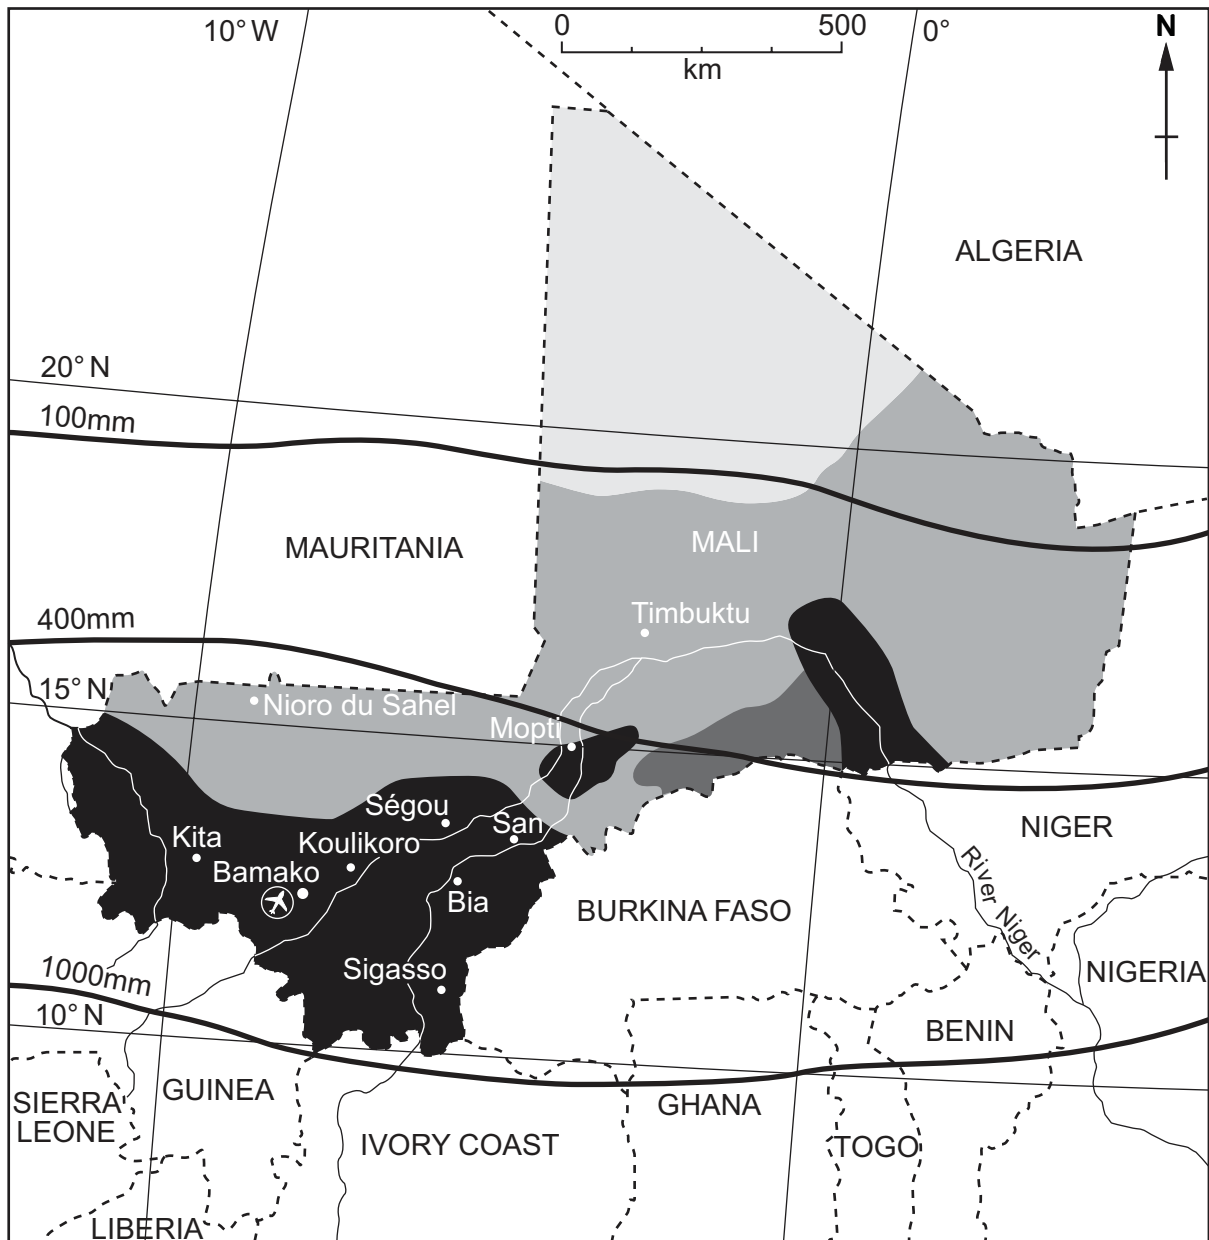 10° W
0
500
0°
N
km
ALGERIA
20° N
100mm
MAURITANIA
MALI
400mm
Timbuktu
15° N
Nioro du Sahel
Mopti
Ségou
San
Kita
Koulikoro
NIGER
Bamako
Bia
BURKINA FASO
River Niger
Sigasso
1000mm
NIGERIA
10° N
BENIN
GUINEA
SIERRA
LEONE
GHANA
IVORY COAST
TOGO
LIBERIA